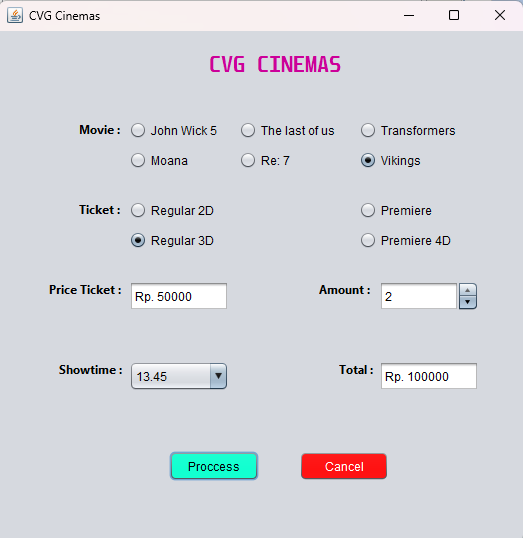 CVG Cinemas
CVG CINEMAS
Movie : John Wick 5 The last of us Transformers
Moana Re: 7 Vikings
Ticket : Regular 2D Premiere
Regular 3D Premiere 4D
Price Ticket : Rp. 50000 Amount : 2
Showtime : 13.45 Total : Rp. 100000
Proccess Cancel